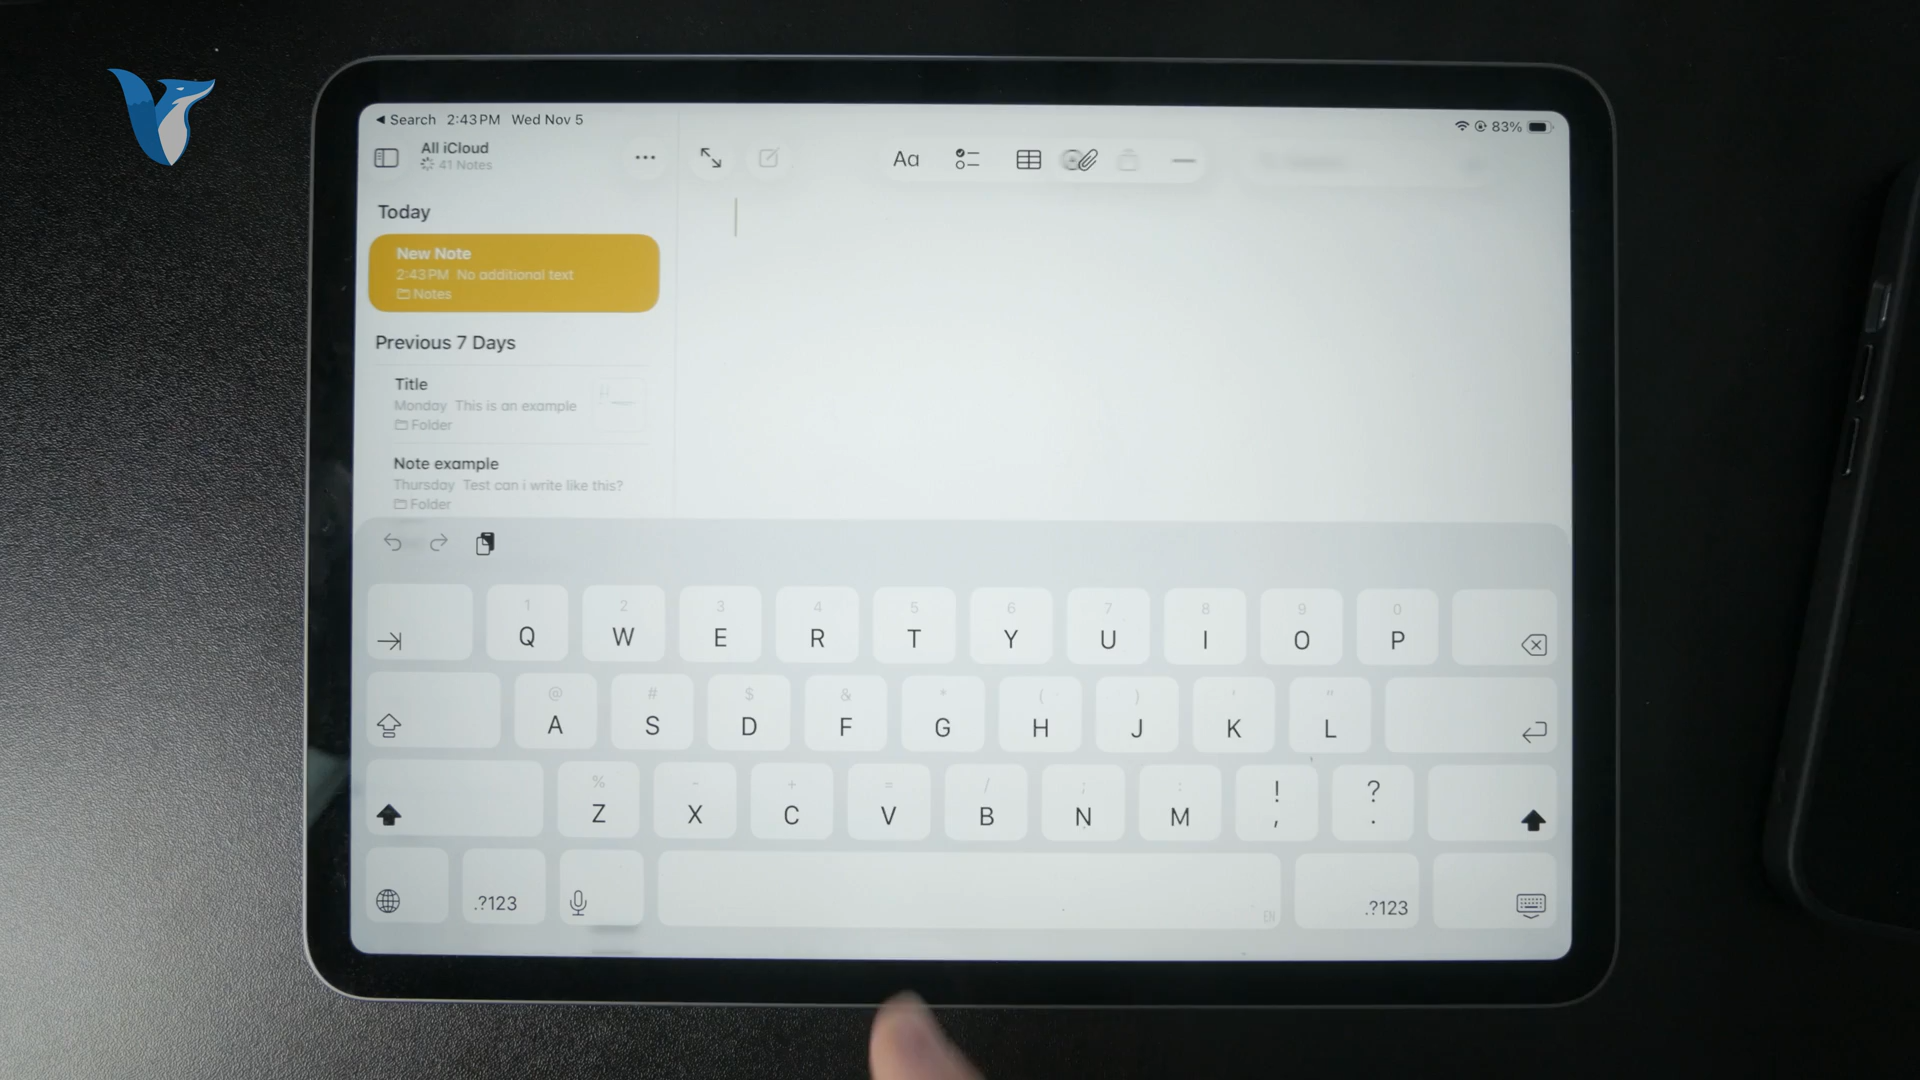 Search 2:43 PM Wed Nov 5
83%
All iCloud
41 Notes
Aa
Today
New Note
2:43 PM No additional text
Notes
Previous 7 Days
Title
Monday This is an example
Folder
Note example
Thursday Test can i write like this?
Folder
1 2 3 4 5 6 7 8 9 0
Q W E R T Y U I O P
@ # $ & * ( ) ' "
A S D F G H J K L
% - + = / ; : ! ?
Z X C V B N M , .
.?123 EN .?123